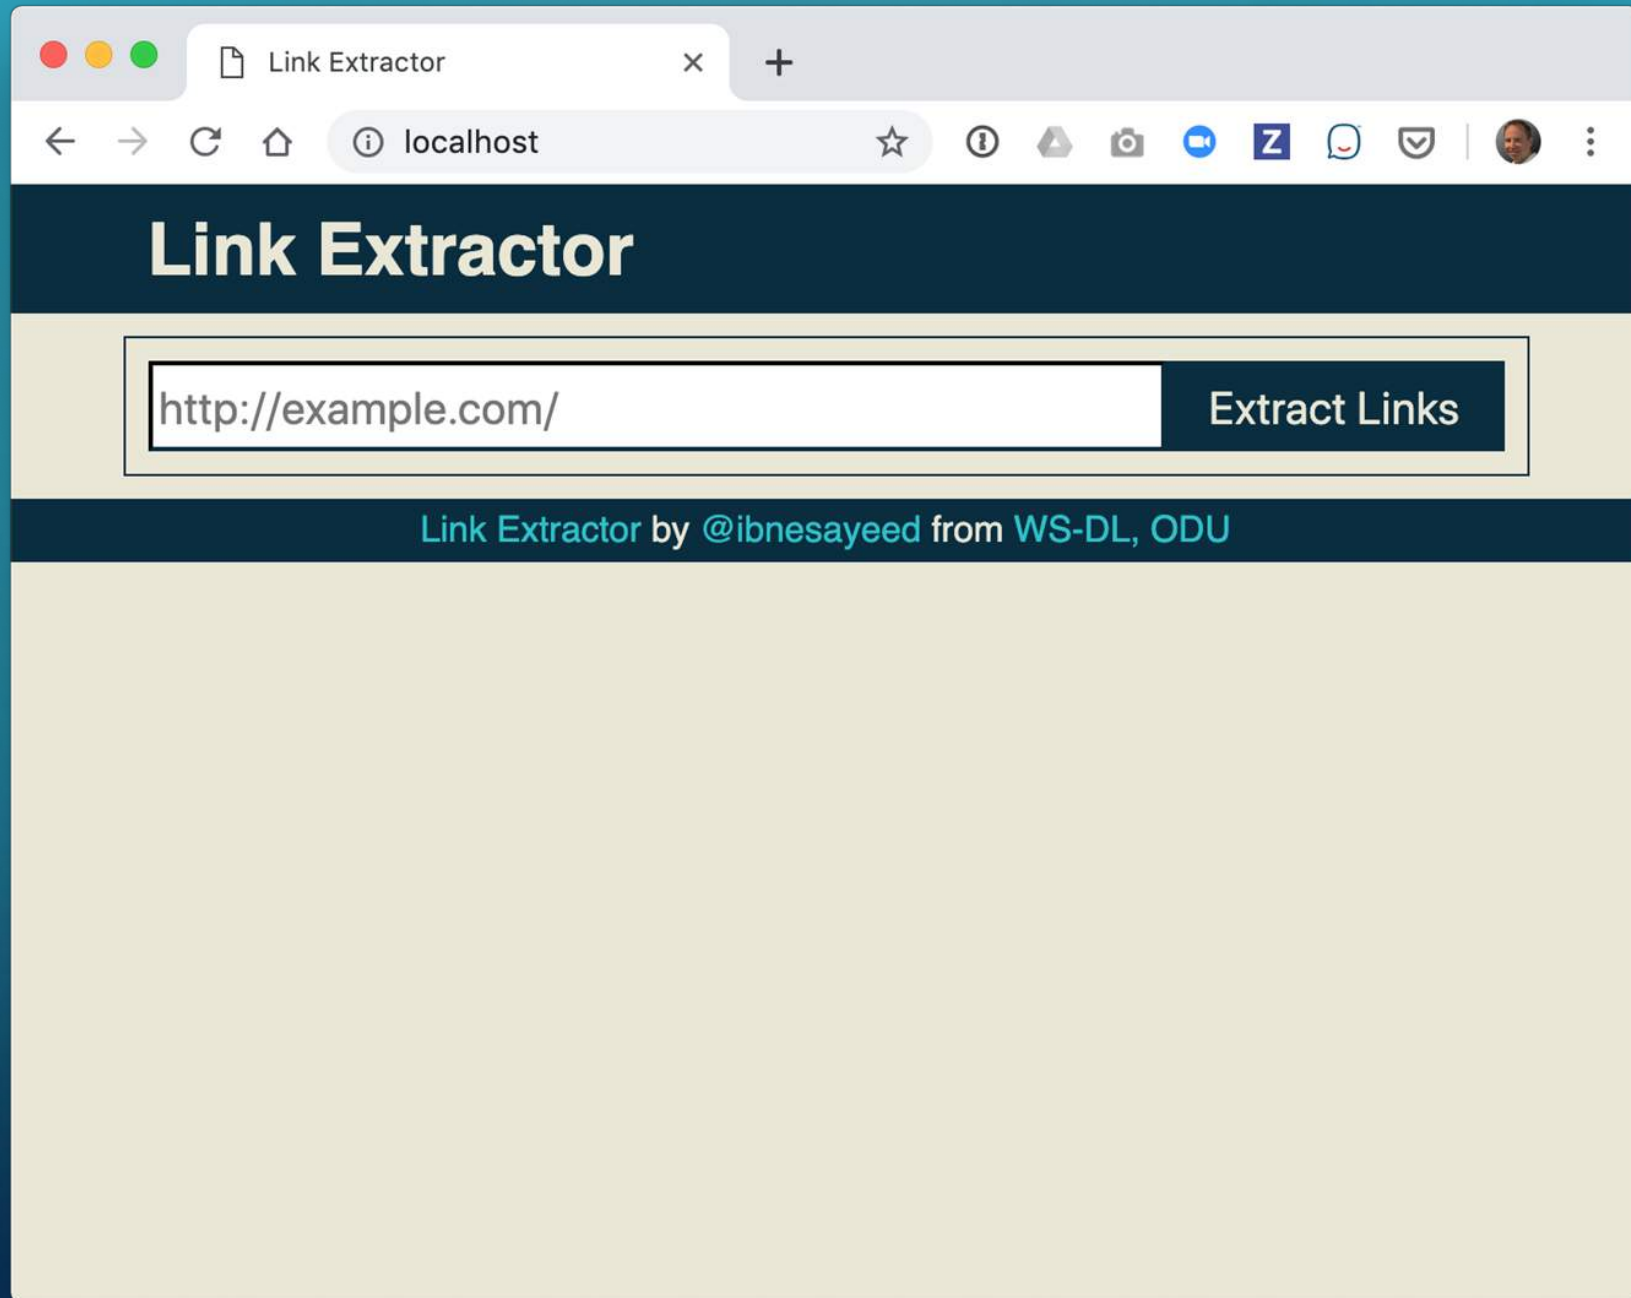 Link Extractor
localhost
Z
Link Extractor
http://example.com/
Extract Links
Link Extractor by @ibnesayeed from WS-DL, ODU